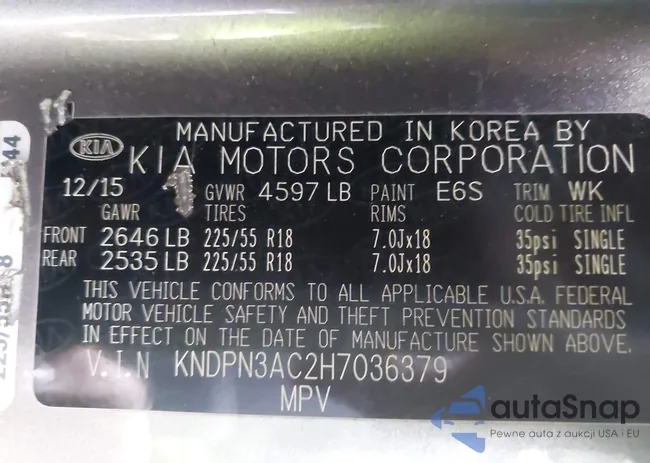 MANUFACTURED IN KOREA BY
KIA KIA MOTORS CORPORATION
12/15 GVWR 4597 LB PAINT E6S TRIM WK
GAWR TIRES RIMS COLD TIRE INFL
FRONT 2646 LB 225/55 R18 7.0Jx18 35psi SINGLE
REAR 2535 LB 225/55 R18 7.0Jx18 35psi SINGLE
THIS VEHICLE CONFORMS TO ALL APPLICABLE U.S.A. FEDERAL
MOTOR VEHICLE SAFETY AND THEFT PREVENTION STANDARDS
IN EFFECT ON THE DATE OF MANUFACTURE SHOWN ABOVE.
V.I.N KNDPN3AC2H7036379
MPV
autaSnap
Pewne auta z aukcji USA i EU